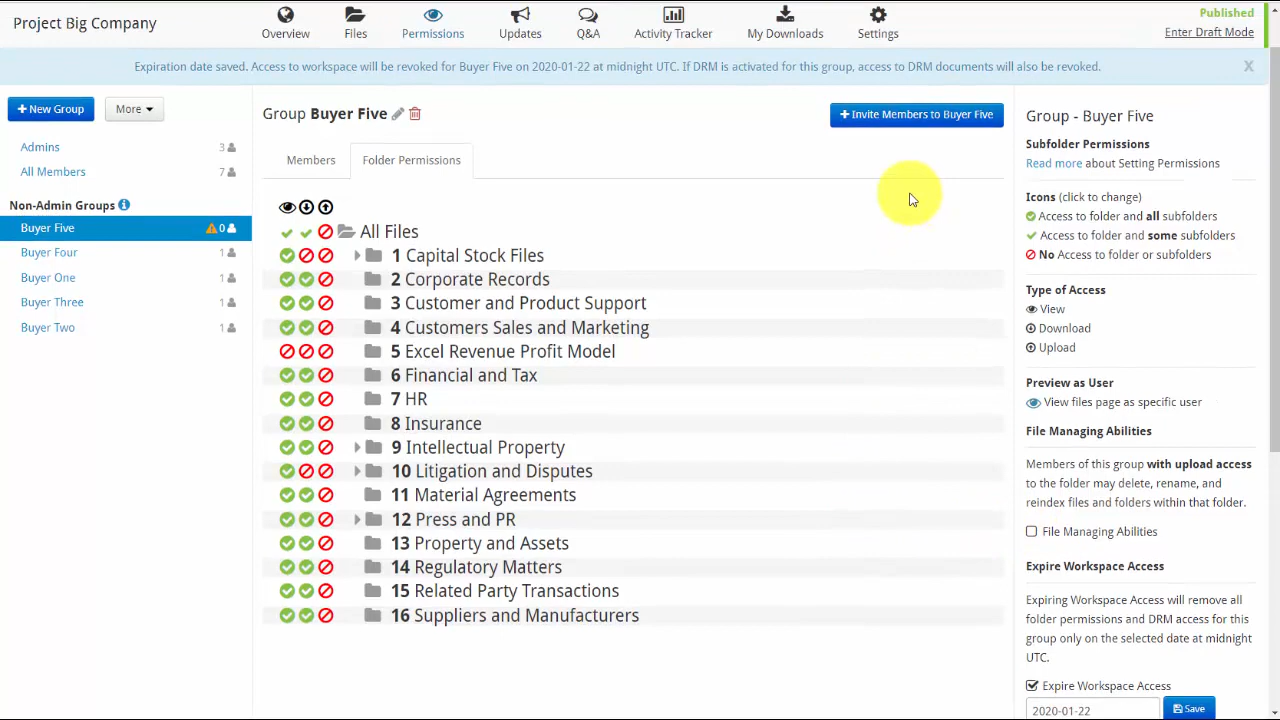 Project Big Company
Overview
Files
Permissions
Updates
Q&A
Activity Tracker
My Downloads
Settings
Published
Enter Draft Mode
Expiration date saved. Access to workspace will be revoked for Buyer Five on 2020-01-22 at midnight UTC. If DRM is activated for this group, access to DRM documents will also be revoked.
X
+ New Group
More
Admins 3
All Members 7
Non-Admin Groups
Buyer Five 0
Buyer Four 1
Buyer One 1
Buyer Three 1
Buyer Two 1
Group Buyer Five
+ Invite Members to Buyer Five
Members
Folder Permissions
All Files
1 Capital Stock Files
2 Corporate Records
3 Customer and Product Support
4 Customers Sales and Marketing
5 Excel Revenue Profit Model
6 Financial and Tax
7 HR
8 Insurance
9 Intellectual Property
10 Litigation and Disputes
11 Material Agreements
12 Press and PR
13 Property and Assets
14 Regulatory Matters
15 Related Party Transactions
16 Suppliers and Manufacturers
Group - Buyer Five
Subfolder Permissions
Read more about Setting Permissions
Icons (click to change)
Access to folder and all subfolders
Access to folder and some subfolders
No Access to folder or subfolders
Type of Access
View
Download
Upload
Preview as User
View files page as specific user
File Managing Abilities
Members of this group with upload access
to the folder may delete, rename, and
reindex files and folders within that folder.
File Managing Abilities
Expire Workspace Access
Expiring Workspace Access will remove all
folder permissions and DRM access for this
group only on the selected date at midnight
UTC.
Expire Workspace Access
2020-01-22
Save